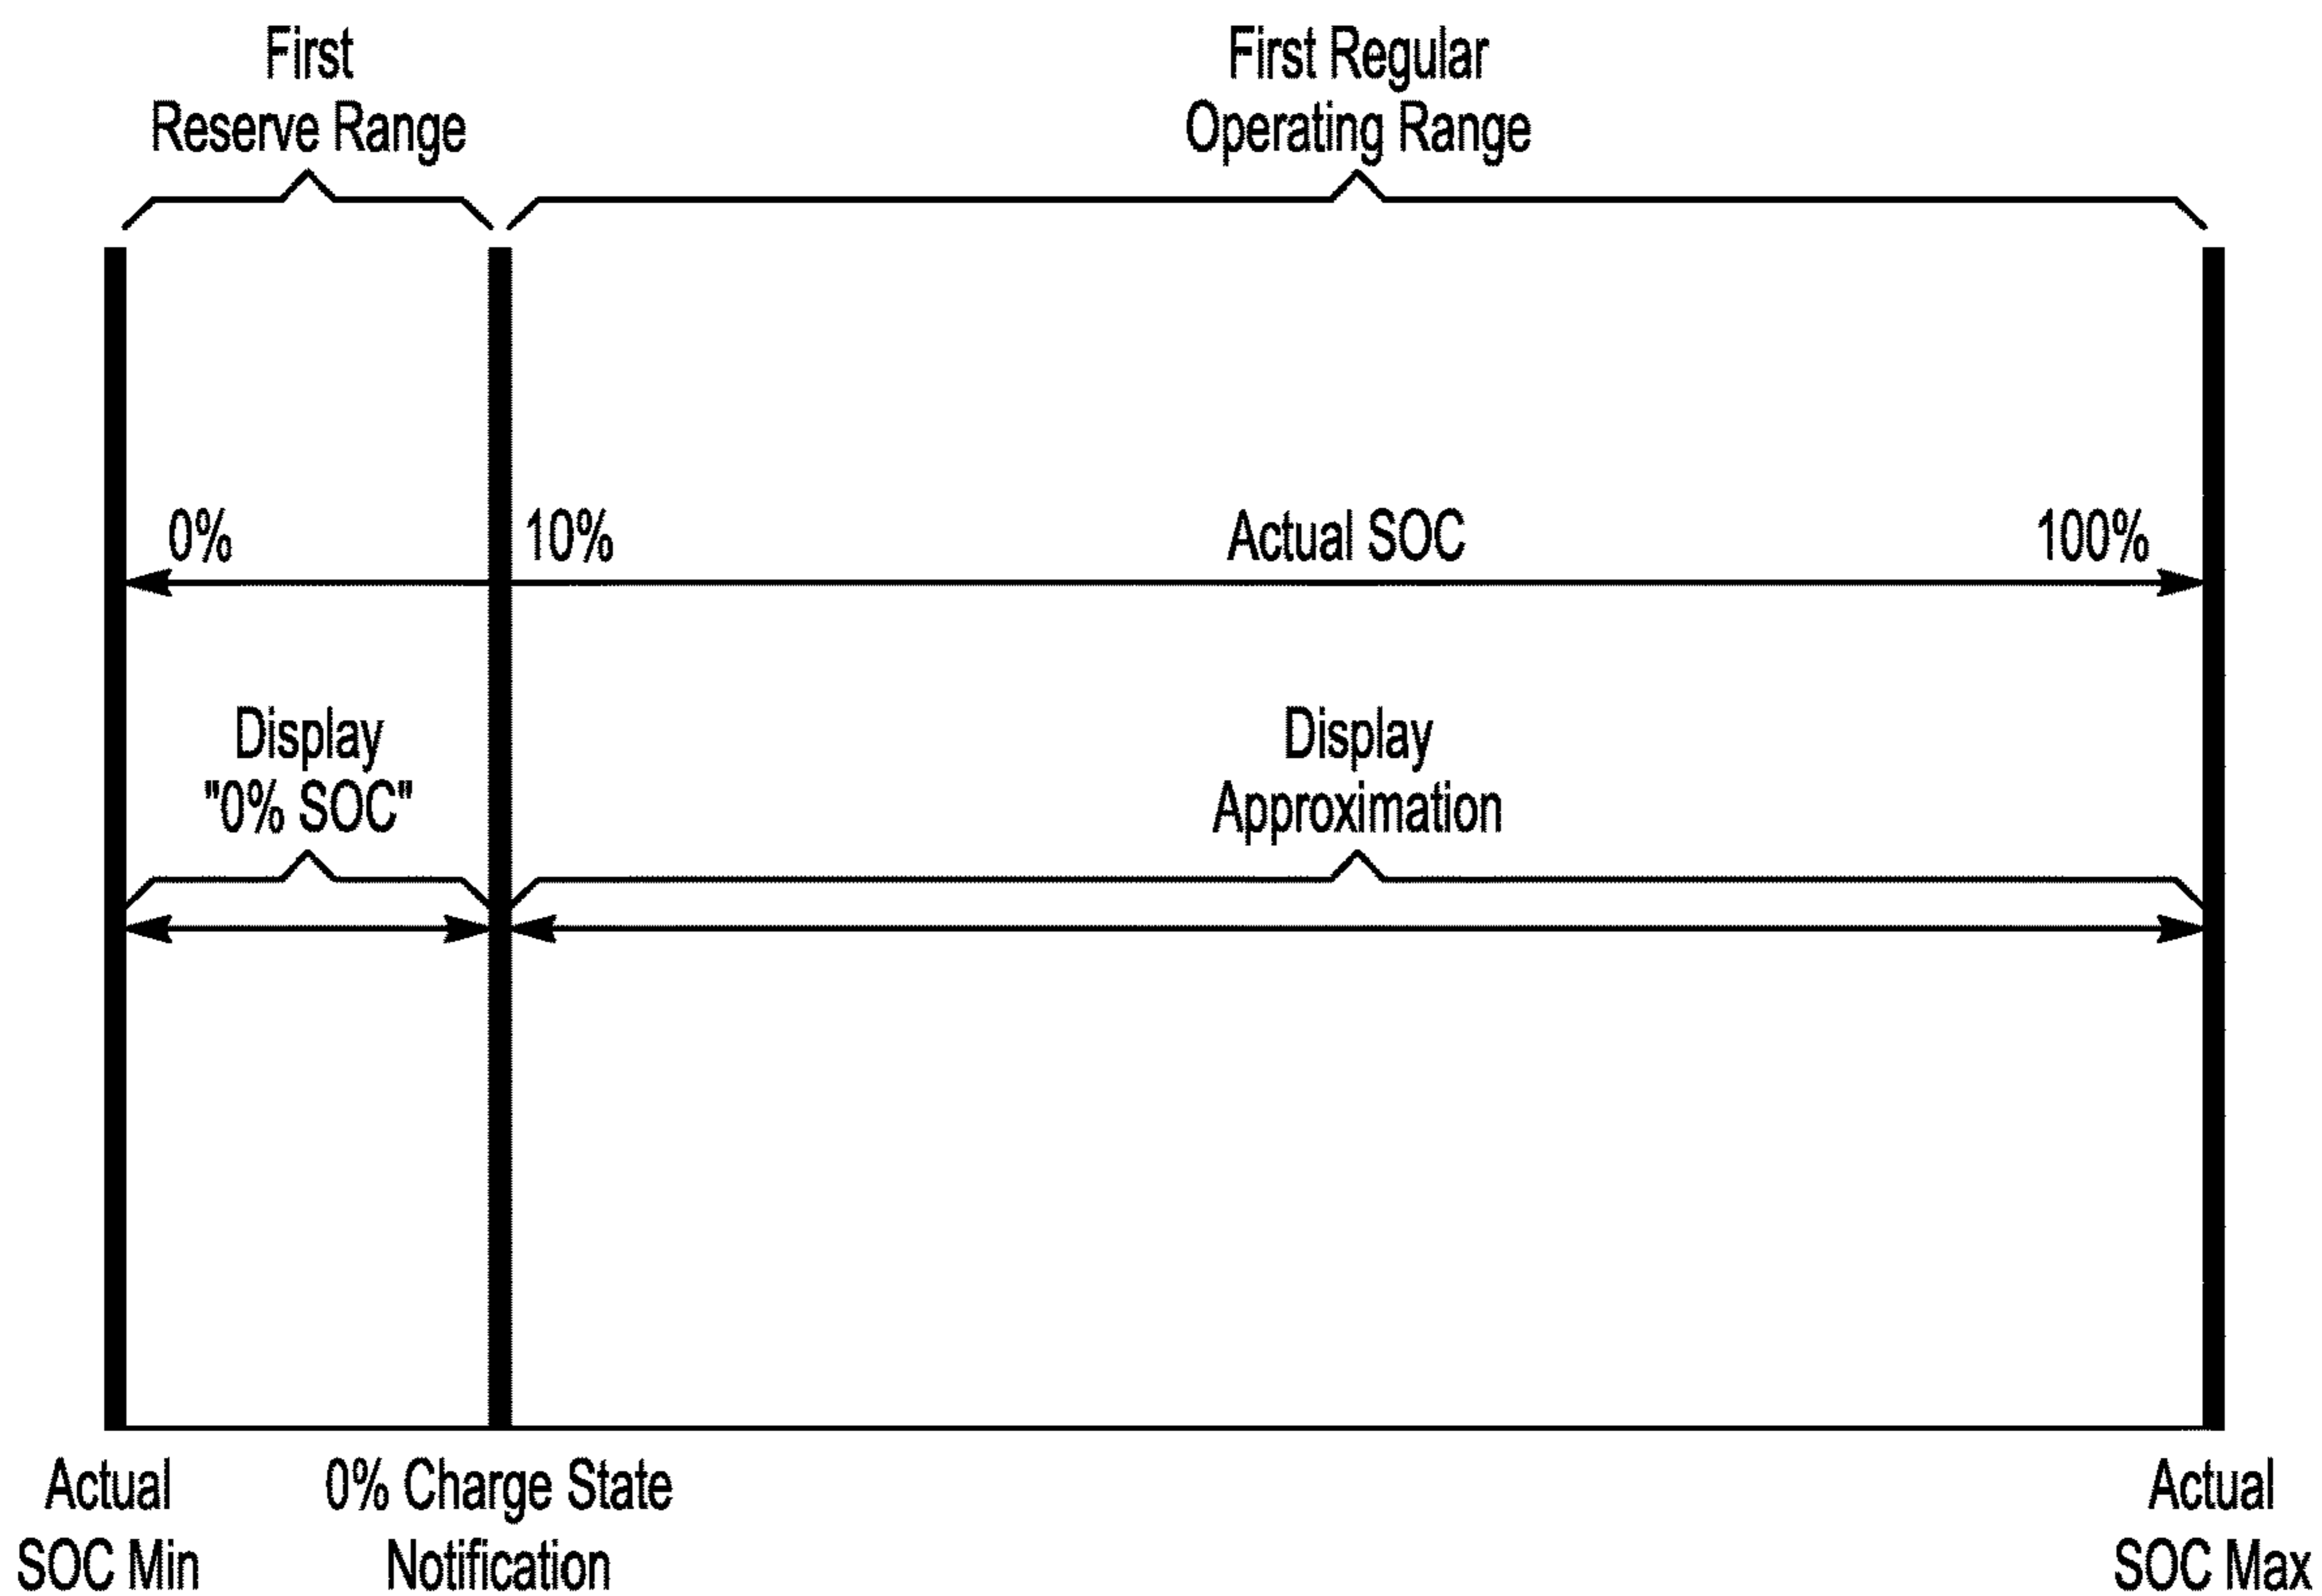 First
Reserve Range
First Regular
Operating Range
0%
10%
Actual SOC
100%
Display
"0% SOC"
Display
Approximation
Actual
SOC Min
0% Charge State
Notification
Actual
SOC Max